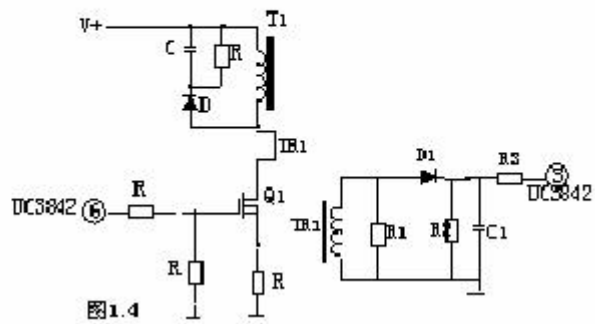 V+
T1
C
R
D
TR1
D1
R3
③
UC3842
R
Q1
UC3842 ⑥
TR1
R1
R2
C1
R
R
图1.4